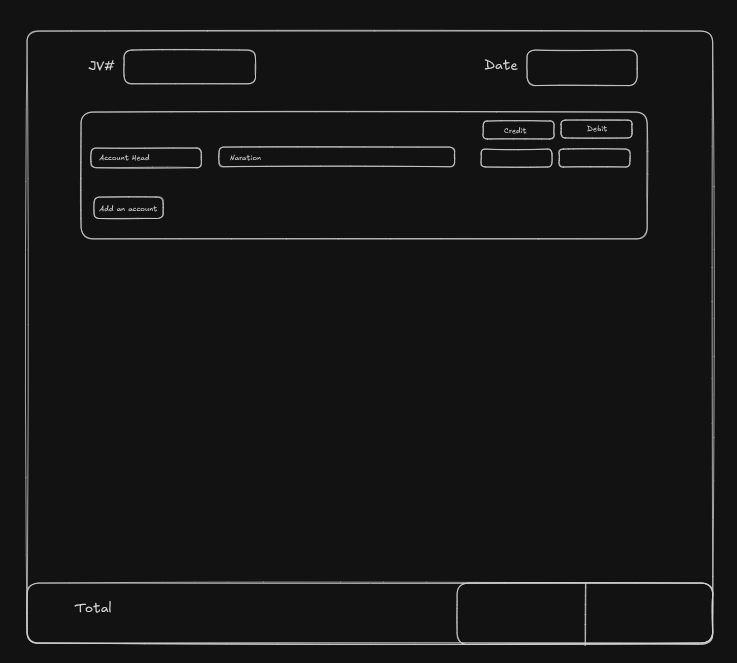 JV#
Date
Credit
Debit
Account Head
Naration
Add an account
Total